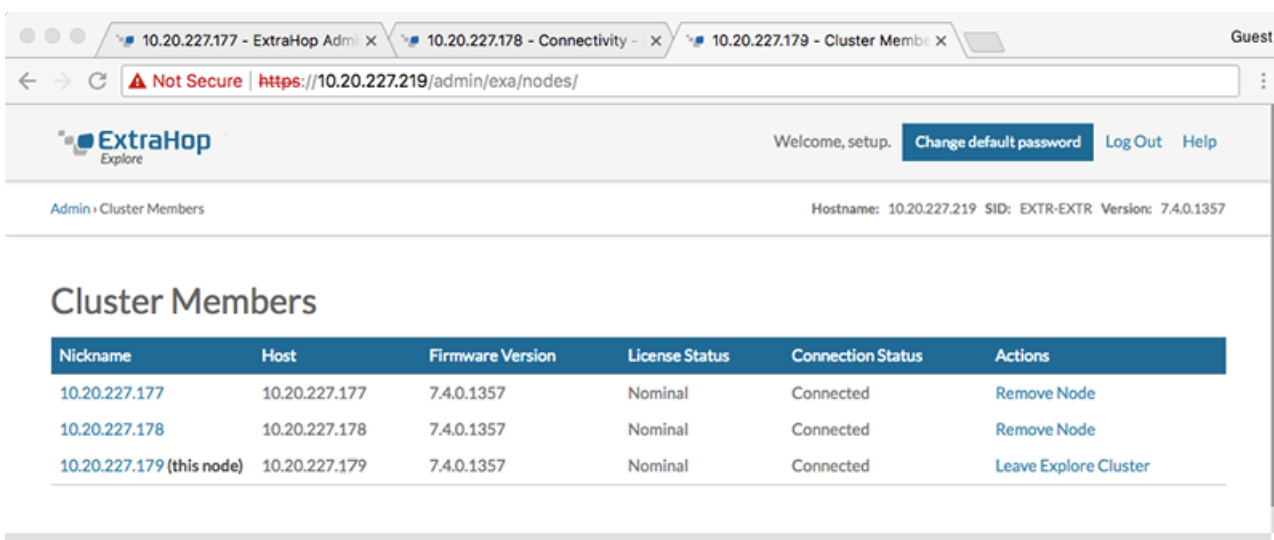 10.20.227.177 - ExtraHop Admi 10.20.227.178 - Connectivity - 10.20.227.179 - Cluster Membe Guest
Not Secure | https://10.20.227.219/admin/exa/nodes/
ExtraHop
Explore
Welcome, setup. Change default password Log Out Help
Admin › Cluster Members Hostname: 10.20.227.219 SID: EXTR-EXTR Version: 7.4.0.1357
Cluster Members
Nickname Host Firmware Version License Status Connection Status Actions
10.20.227.177 10.20.227.177 7.4.0.1357 Nominal Connected Remove Node
10.20.227.178 10.20.227.178 7.4.0.1357 Nominal Connected Remove Node
10.20.227.179 (this node) 10.20.227.179 7.4.0.1357 Nominal Connected Leave Explore Cluster